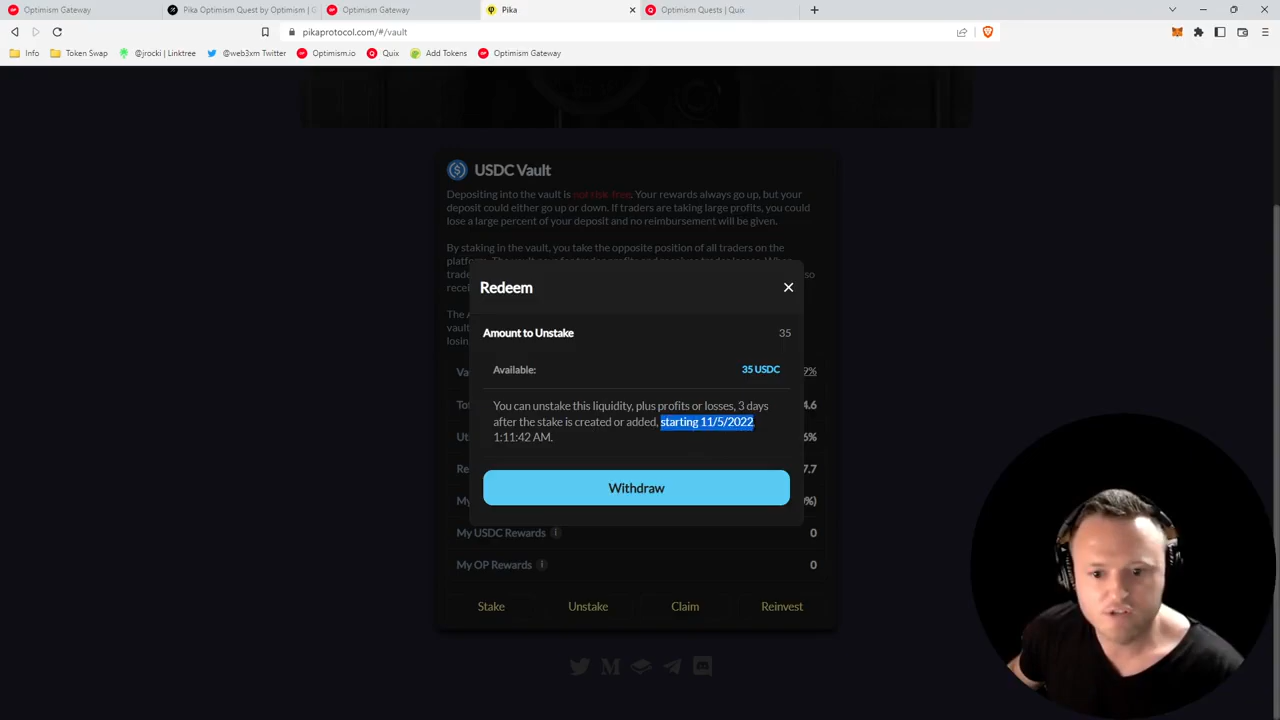 Optimism Gateway
Pika Optimism Quest by Optimism | C
Optimism Gateway
Pika
Optimism Quests | Quix
pikaprotocol.com/#/vault
Info
Token Swap
@jrocki | Linktree
@web3xm Twitter
Optimism.io
Quix
Add Tokens
Optimism Gateway
USDC Vault
Depositing into the vault is not risk-free. Your rewards always go up, but your
deposit could either go up or down. If traders are taking large profits, you could
lose a large percent of your deposit and no reimbursement will be given.
By staking in the vault, you take the opposite position of all traders on the
Redeem
Amount to Unstake
35
Available:
35 USDC
You can unstake this liquidity, plus profits or losses, 3 days
after the stake is created or added, starting 11/5/2022,
1:11:42 AM.
Withdraw
My USDC Rewards
0
My OP Rewards
0
Stake
Unstake
Claim
Reinvest